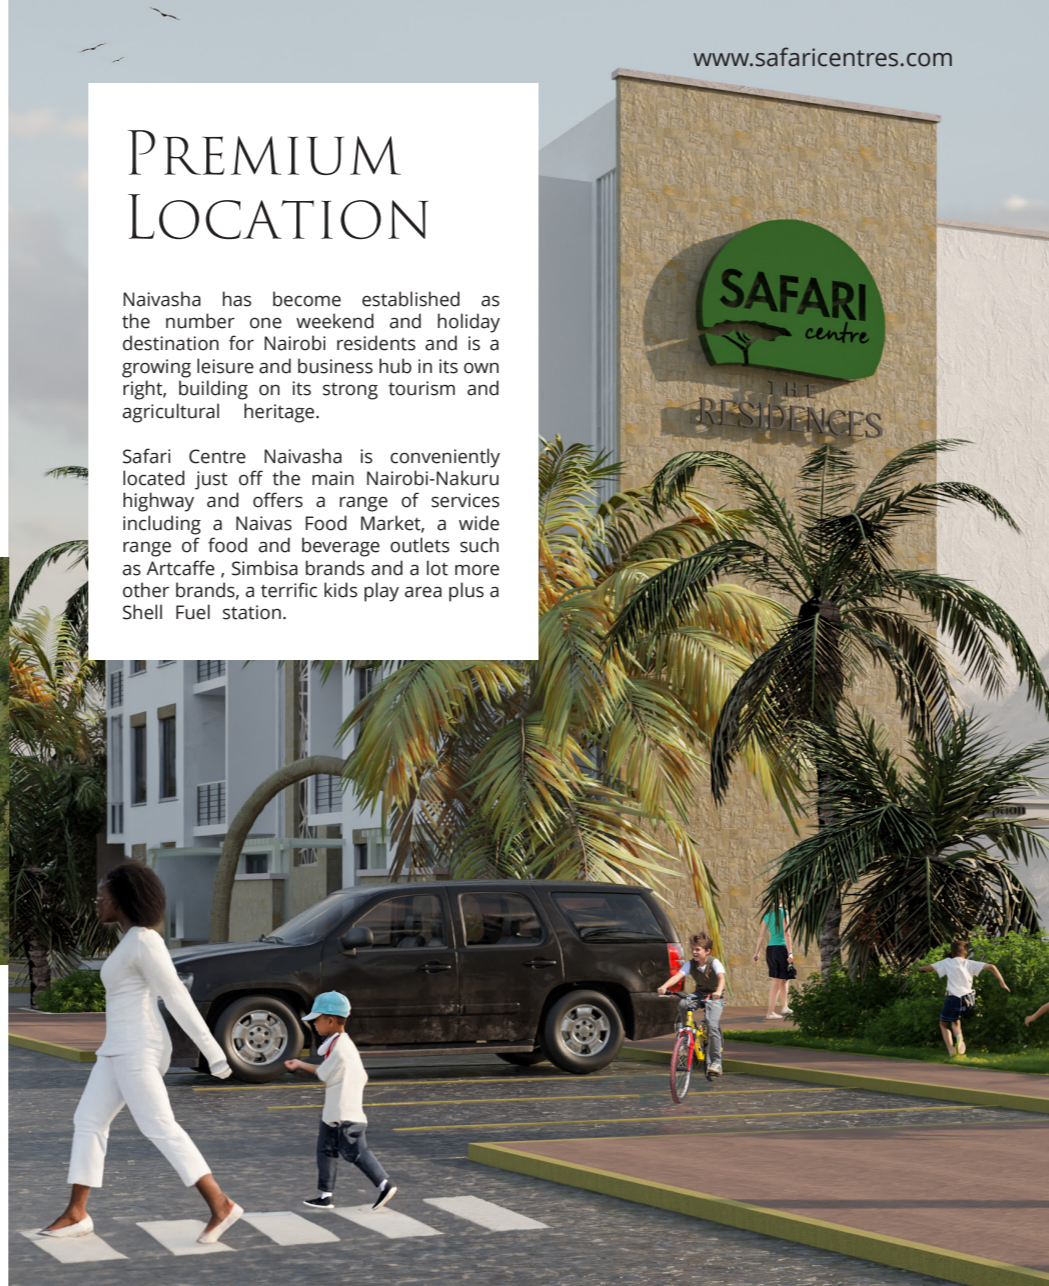 www.safaricentres.com
PREMIUM
LOCATION
Naivasha has become established as
the number one weekend and holiday
destination for Nairobi residents and is a
growing leisure and business hub in its own
right, building on its strong tourism and
agricultural heritage.
Safari Centre Naivasha is conveniently
located just off the main Nairobi-Nakuru
highway and offers a range of services
including a Naivas Food Market, a wide
range of food and beverage outlets such
as Artcaffe , Simbisa brands and a lot more
other brands, a terrific kids play area plus a
Shell Fuel station.
SAFARI
centre
THE
RESIDENCES